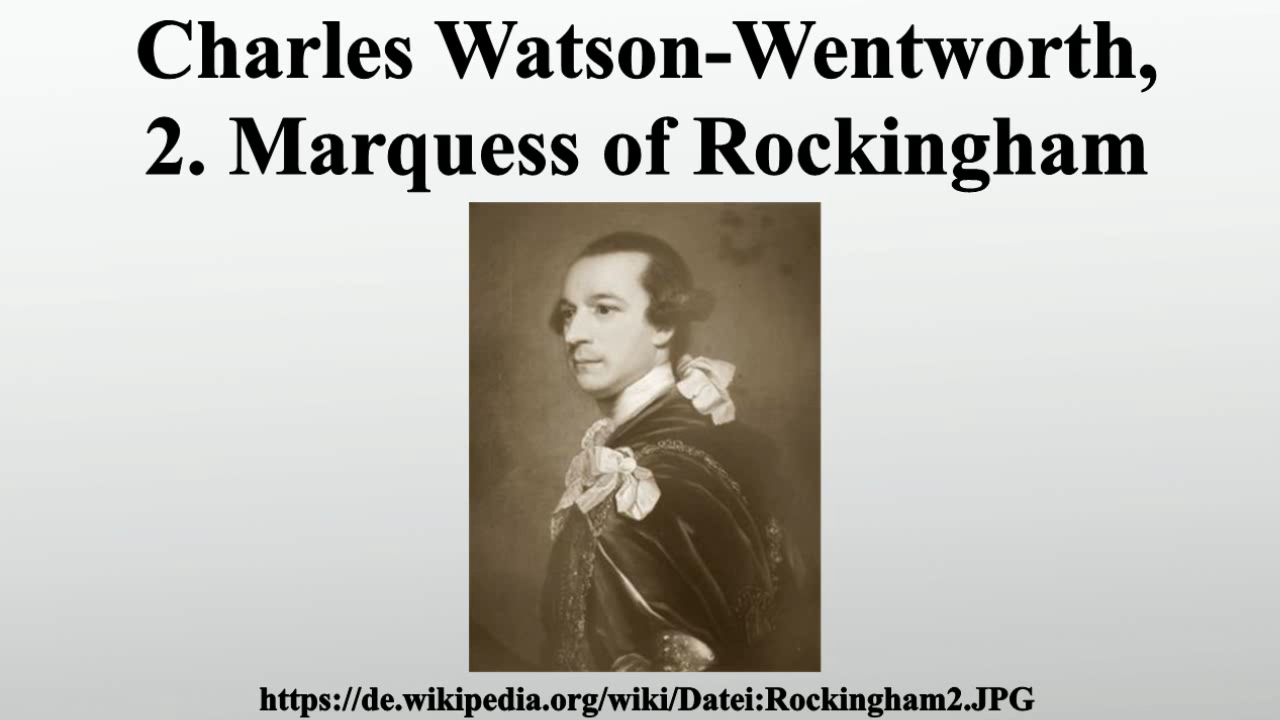 Charles Watson-Wentworth,
2. Marquess of Rockingham
https://de.wikipedia.org/wiki/Datei:Rockingham2.JPG